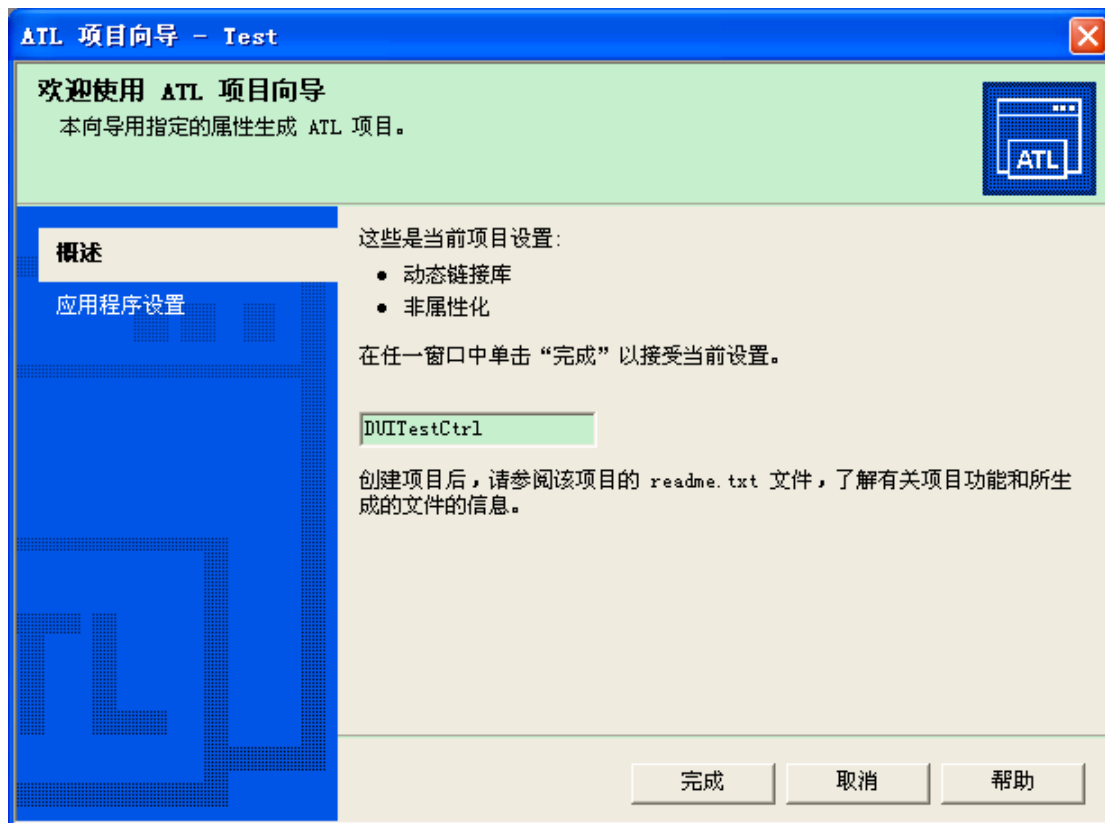 ATL 项目向导 - Test
欢迎使用 ATL 项目向导
本向导用指定的属性生成 ATL 项目。
ATL
概述
应用程序设置
这些是当前项目设置:
● 动态链接库
● 非属性化
在任一窗口中单击“完成”以接受当前设置。
DUITestCtrl
创建项目后，请参阅该项目的 readme.txt 文件，了解有关项目功能和所生
成的文件的信息。
完成 取消 帮助